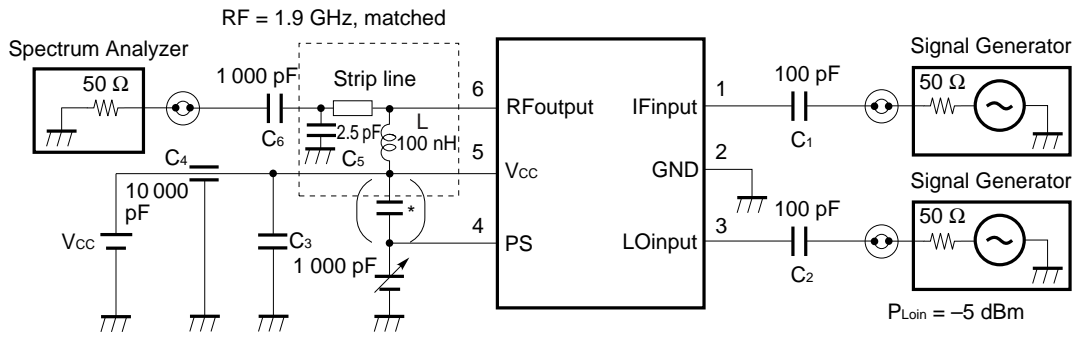 RF = 1.9 GHz, matched
Spectrum Analyzer
50 Ω
1 000 pF
C6
Strip line
2.5 pF
C5
L
100 nH
C4
10 000
pF
VCC
C3
1 000 pF
*
6
5
4
RFoutput
VCC
PS
IFinput
GND
LOinput
1
2
3
100 pF
C1
Signal Generator
50 Ω
100 pF
C2
Signal Generator
50 Ω
PLoin = –5 dBm